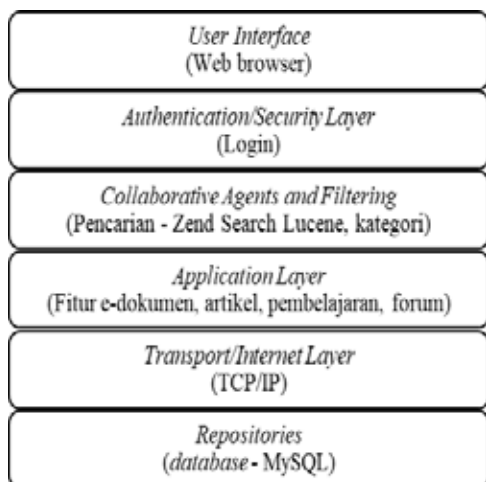 User Interface
(Web browser)
Authentication/Security Layer
(Login)
Collaborative Agents and Filtering
(Pencarian - Zend Search Lucene, kategori)
Application Layer
(Fitur e-dokumen, artikel, pembelajaran, forum)
Transport/Internet Layer
(TCP/IP)
Repositories
(database - MySQL)